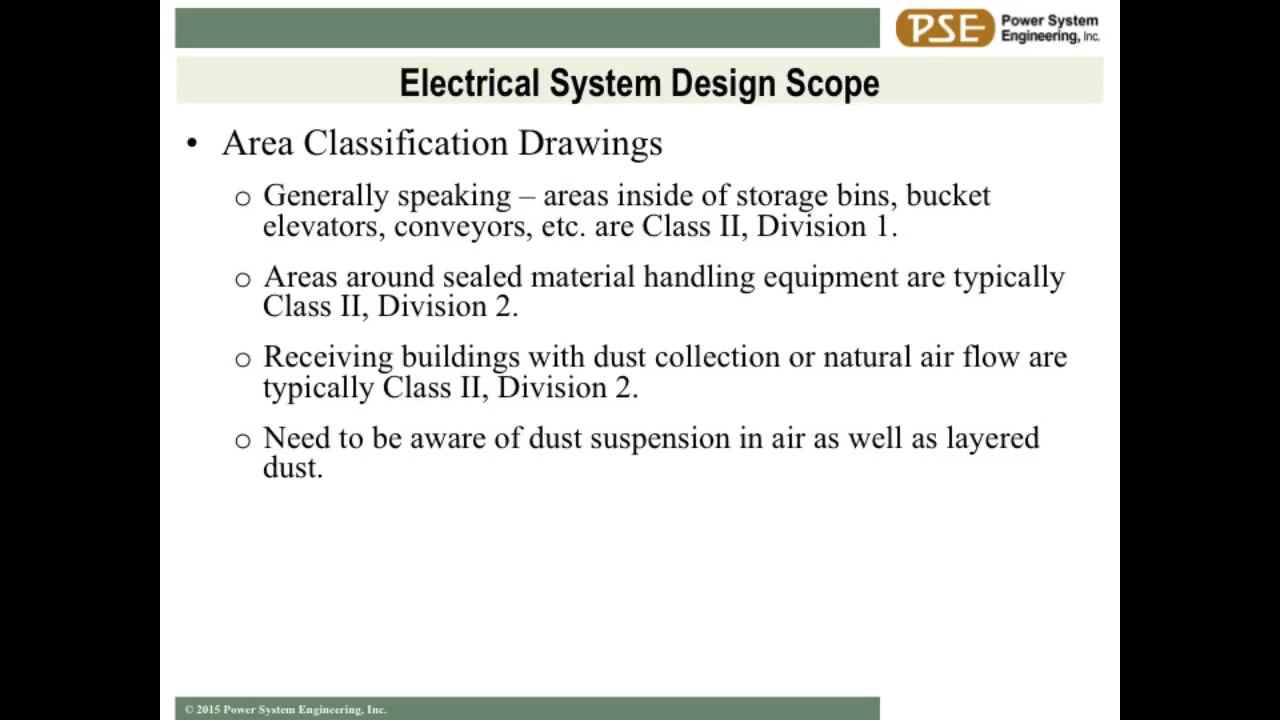 PSE Power System
Engineering, Inc.
Electrical System Design Scope
• Area Classification Drawings
o Generally speaking – areas inside of storage bins, bucket
elevators, conveyors, etc. are Class II, Division 1.
o Areas around sealed material handling equipment are typically
Class II, Division 2.
o Receiving buildings with dust collection or natural air flow are
typically Class II, Division 2.
o Need to be aware of dust suspension in air as well as layered
dust.
© 2015 Power System Engineering, Inc.